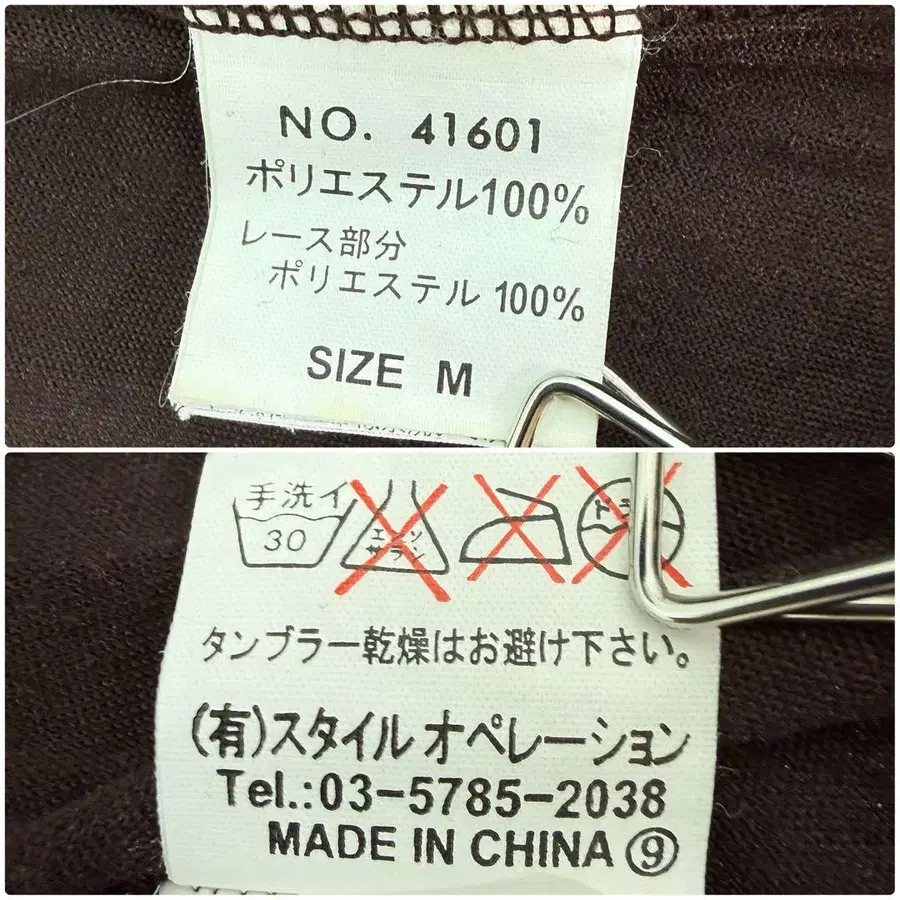 NO. 41601
ポリエステル100%
レース部分
ポリエステル 100%
SIZE M
手洗イ
30
タンブラー乾燥はお避け下さい。
(有)スタイル オペレーション
Tel.:03-5785-2038
MADE IN CHINA ⑨